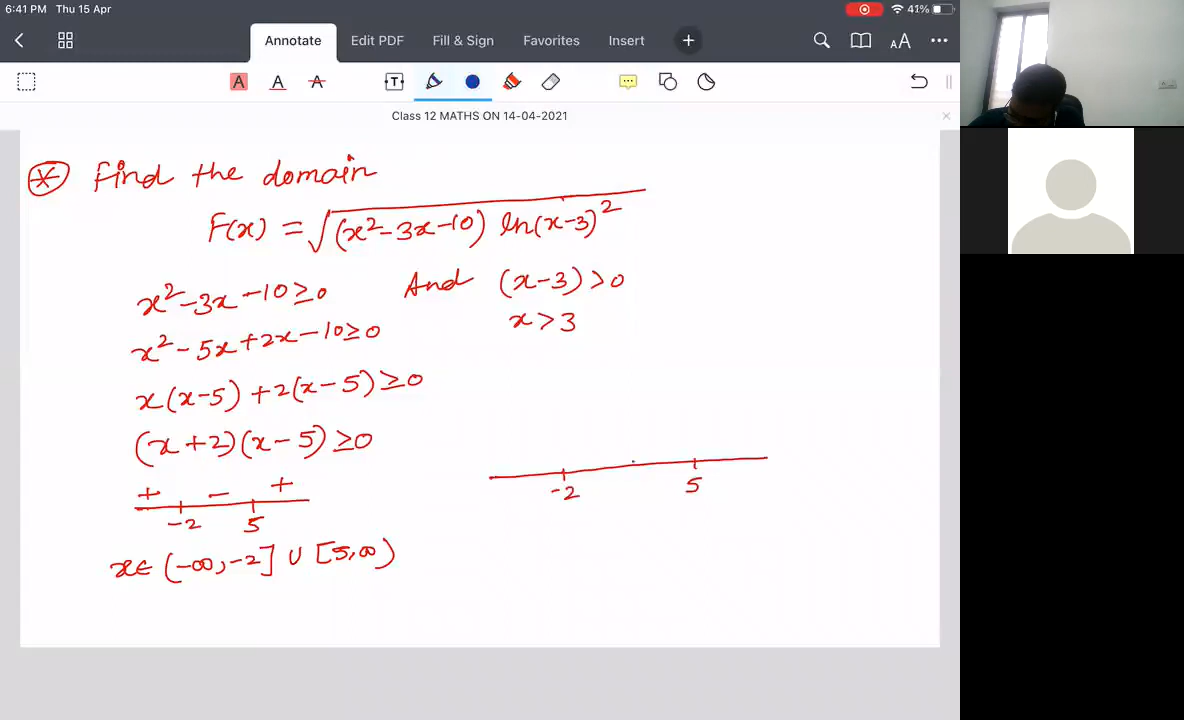 6:41 PM Thu 15 Apr
41%
Annotate Edit PDF Fill & Sign Favorites Insert
AA
A A A T
Class 12 MATHS ON 14-04-2021
* Find the domain
F(x) = √(x²-3x-10) ln(x-3)²
x²-3x-10≥0 And (x-3)>0
x²-5x+2x-10≥0 x>3
x(x-5)+2(x-5)≥0
(x+2)(x-5)≥0
+ - +
-2 5
-2 5
x∈ (-∞,-2] ∪ [5,∞)